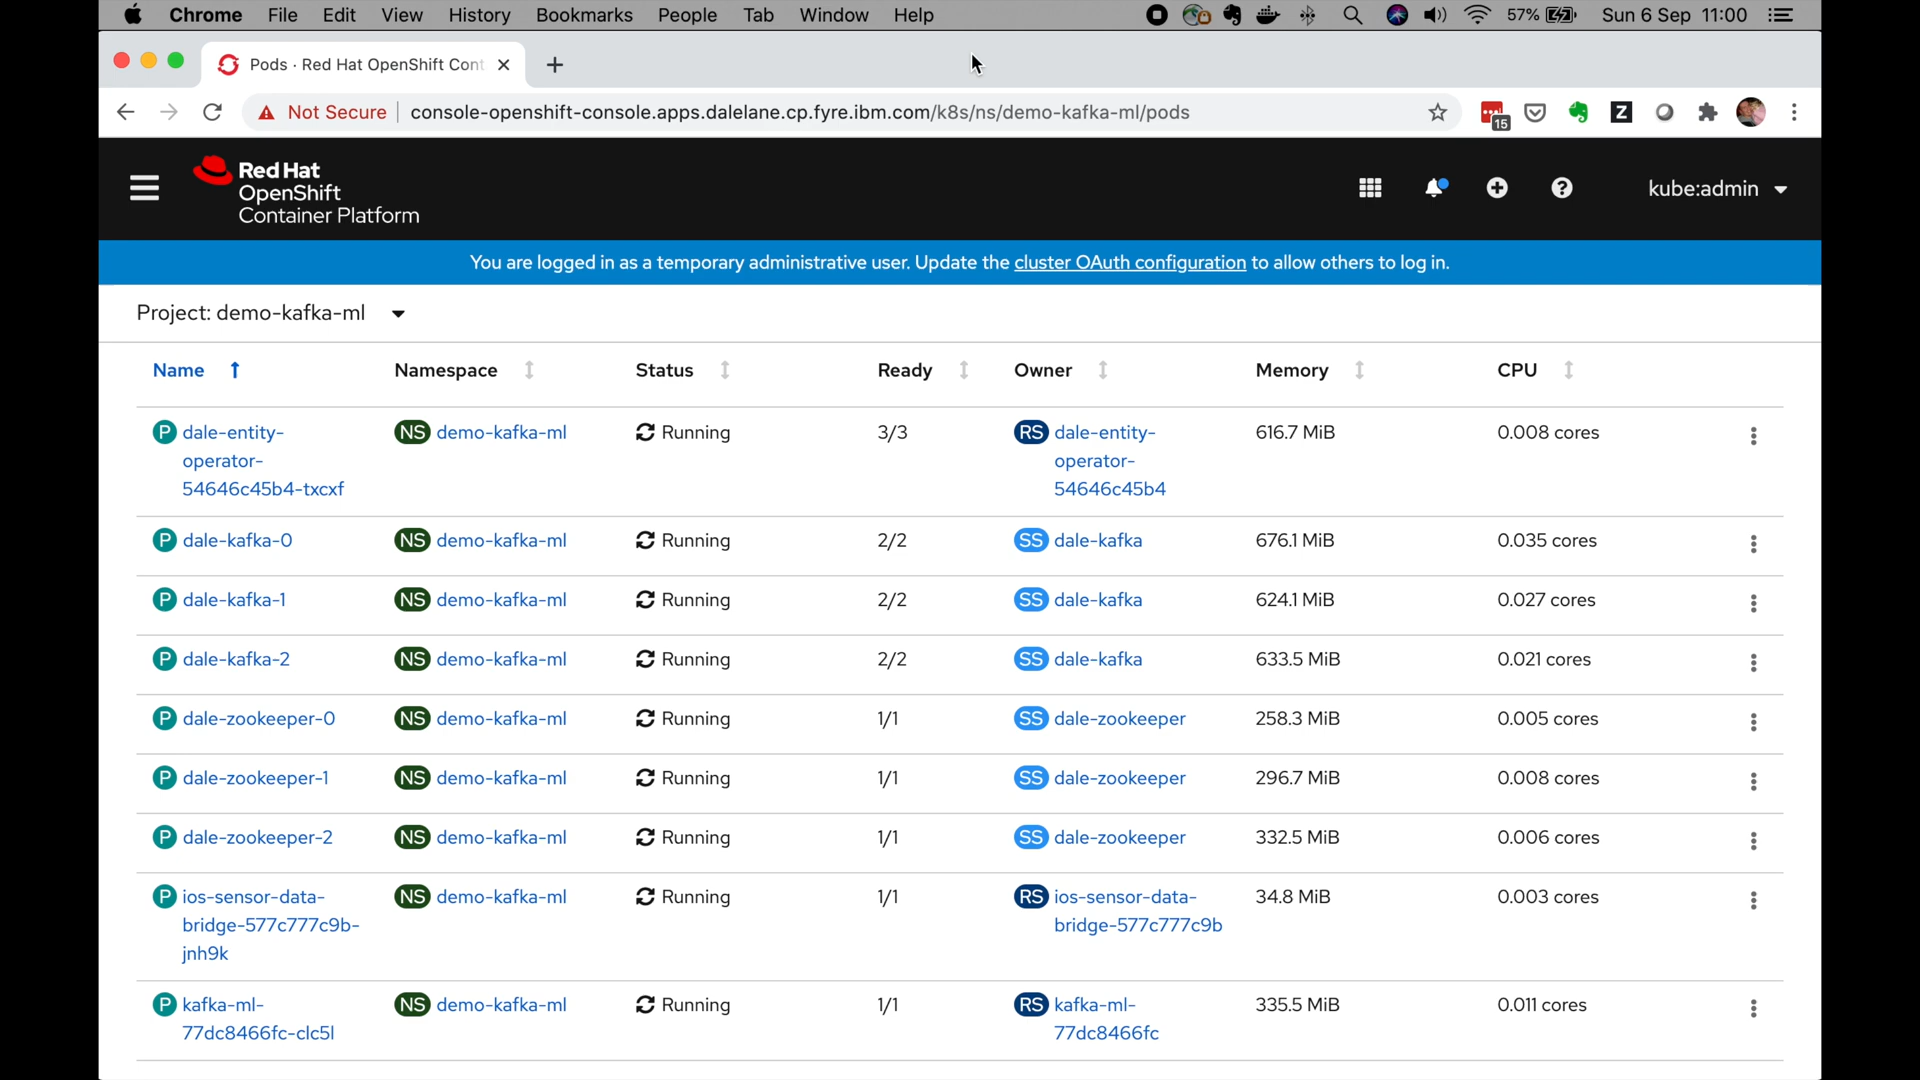 Chrome File Edit View History Bookmarks People Tab Window Help 57% Sun 6 Sep 11:00
Pods · Red Hat OpenShift Cont
Not Secure console-openshift-console.apps.dalelane.cp.fyre.ibm.com/k8s/ns/demo-kafka-ml/pods 15 Z
Red Hat
OpenShift
Container Platform
kube:admin
You are logged in as a temporary administrative user. Update the cluster OAuth configuration to allow others to log in.
Project: demo-kafka-ml
Name Namespace Status Ready Owner Memory CPU
P dale-entity- NS demo-kafka-ml Running 3/3 RS dale-entity- 616.7 MiB 0.008 cores
operator- operator-
54646c45b4-txcxf 54646c45b4
P dale-kafka-0 NS demo-kafka-ml Running 2/2 SS dale-kafka 676.1 MiB 0.035 cores
P dale-kafka-1 NS demo-kafka-ml Running 2/2 SS dale-kafka 624.1 MiB 0.027 cores
P dale-kafka-2 NS demo-kafka-ml Running 2/2 SS dale-kafka 633.5 MiB 0.021 cores
P dale-zookeeper-0 NS demo-kafka-ml Running 1/1 SS dale-zookeeper 258.3 MiB 0.005 cores
P dale-zookeeper-1 NS demo-kafka-ml Running 1/1 SS dale-zookeeper 296.7 MiB 0.008 cores
P dale-zookeeper-2 NS demo-kafka-ml Running 1/1 SS dale-zookeeper 332.5 MiB 0.006 cores
P ios-sensor-data- NS demo-kafka-ml Running 1/1 RS ios-sensor-data- 34.8 MiB 0.003 cores
bridge-577c777c9b- bridge-577c777c9b
jnh9k
P kafka-ml- NS demo-kafka-ml Running 1/1 RS kafka-ml- 335.5 MiB 0.011 cores
77dc8466fc-clc5l 77dc8466fc